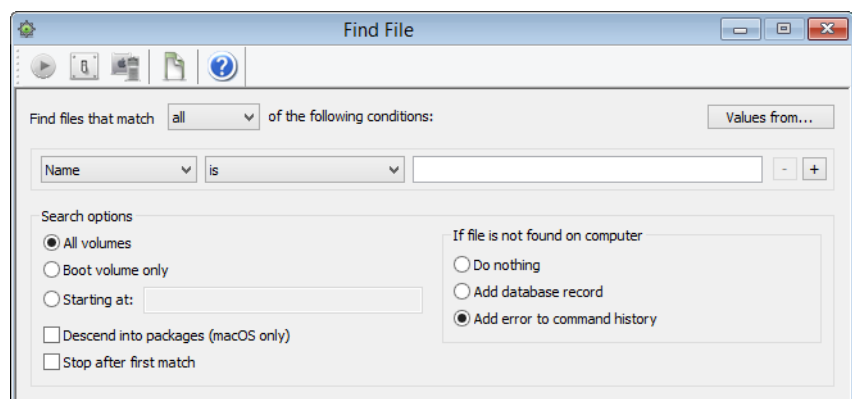 Find File
Find files that match all of the following conditions: Values from...
Name is - +
Search options
All volumes
Boot volume only
Starting at:
Descend into packages (macOS only)
Stop after first match
If file is not found on computer
Do nothing
Add database record
Add error to command history